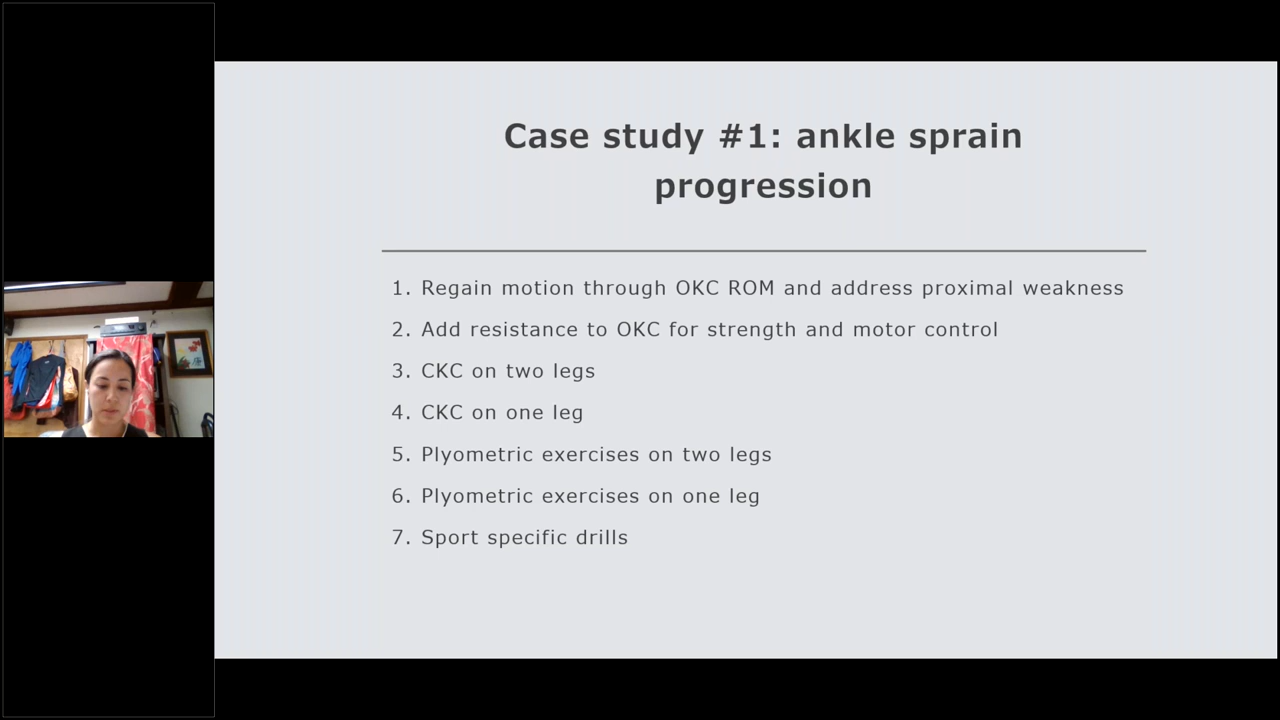 Case study #1: ankle sprain
progression
1. Regain motion through OKC ROM and address proximal weakness
2. Add resistance to OKC for strength and motor control
3. CKC on two legs
4. CKC on one leg
5. Plyometric exercises on two legs
6. Plyometric exercises on one leg
7. Sport specific drills